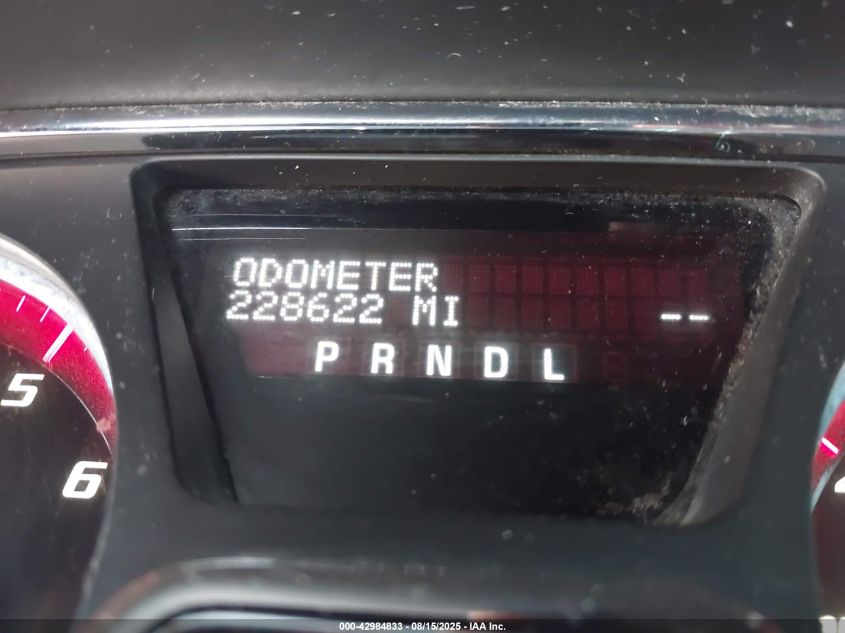 ODOMETER
228622 MI --
P R N D L
5
6
000-42984833 - 08/15/2025 - IAA Inc.